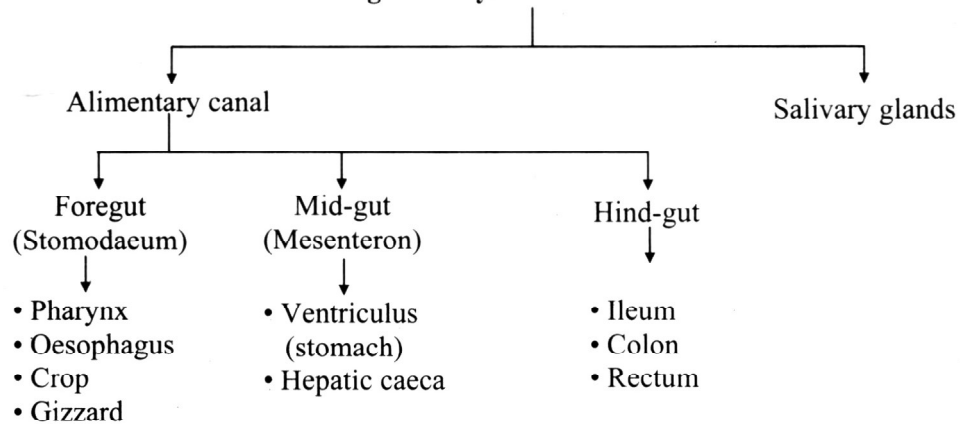 Alimentary canal
Salivary glands
Foregut
(Stomodaeum)
• Pharynx
• Oesophagus
• Crop
• Gizzard
Mid-gut
(Mesenteron)
• Ventriculus
(stomach)
• Hepatic caeca
Hind-gut
• Ileum
• Colon
• Rectum